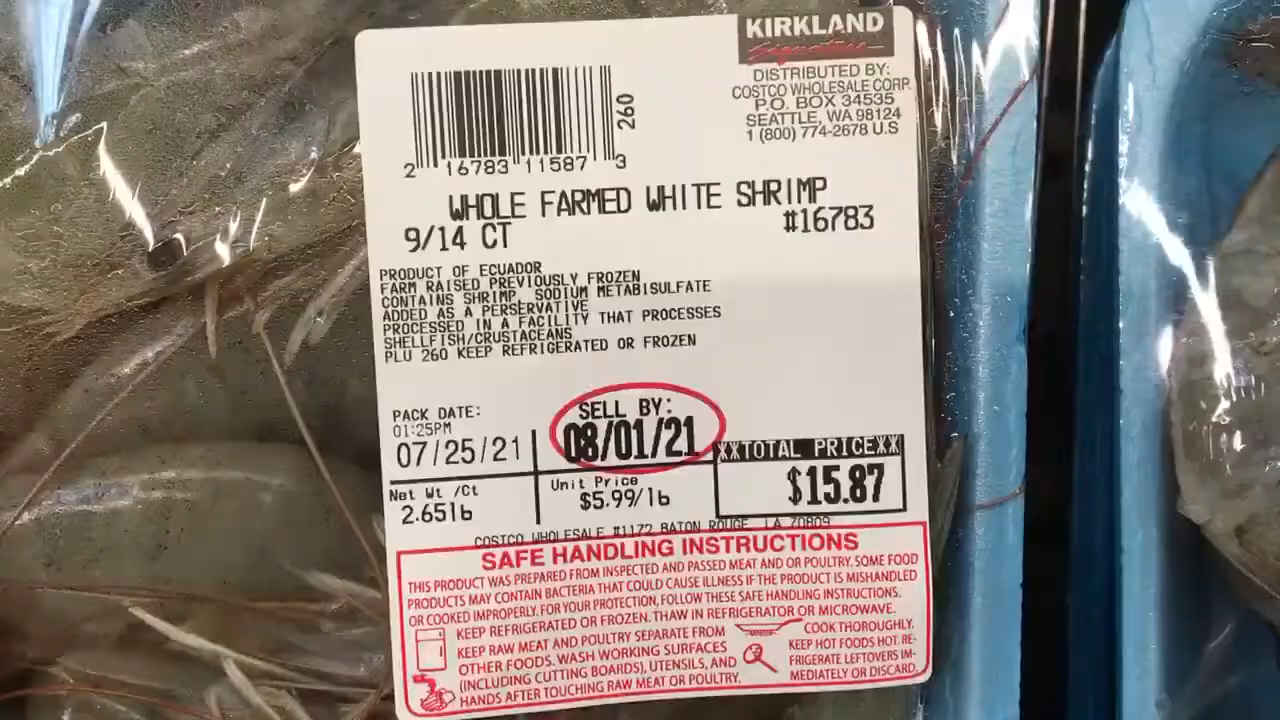 KIRKLAND
Signature
DISTRIBUTED BY:
COSTCO WHOLESALE CORP.
P.O. BOX 34535
SEATTLE, WA 98124
1 (800) 774-2678 U.S
260
2 16783 11587 3
WHOLE FARMED WHITE SHRIMP
9/14 CT #16783
PRODUCT OF ECUADOR
FARM RAISED PREVIOUSLY FROZEN
CONTAINS SHRIMP, SODIUM METABISULFATE
ADDED AS A PERSERVATIVE
PROCESSED IN A FACILITY THAT PROCESSES
SHELLFISH/CRUSTACEANS
PLU 260 KEEP REFRIGERATED OR FROZEN
PACK DATE:
01:25PM
07/25/21
SELL BY:
08/01/21
Net Wt /Ct
2.65lb
Unit Price
$5.99/lb
**TOTAL PRICE**
$15.87
COSTCO WHOLESALE #1172 BATON ROUGE, LA 70809
SAFE HANDLING INSTRUCTIONS
THIS PRODUCT WAS PREPARED FROM INSPECTED AND PASSED MEAT AND/OR POULTRY. SOME FOOD
PRODUCTS MAY CONTAIN BACTERIA THAT COULD CAUSE ILLNESS IF THE PRODUCT IS MISHANDLED
OR COOKED IMPROPERLY. FOR YOUR PROTECTION, FOLLOW THESE SAFE HANDLING INSTRUCTIONS.
KEEP REFRIGERATED OR FROZEN. THAW IN REFRIGERATOR OR MICROWAVE.
KEEP RAW MEAT AND POULTRY SEPARATE FROM
OTHER FOODS. WASH WORKING SURFACES
(INCLUDING CUTTING BOARDS), UTENSILS, AND
HANDS AFTER TOUCHING RAW MEAT OR POULTRY.
COOK THOROUGHLY.
KEEP HOT FOODS HOT. RE-
FRIGERATE LEFTOVERS IM-
MEDIATELY OR DISCARD.